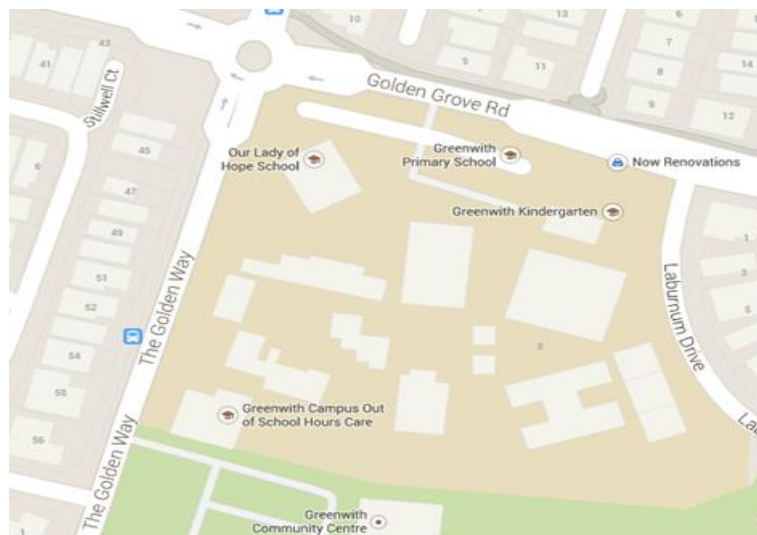 10
13
6
43
41
7
9
11
8
14
Stillwell Ct
Golden Grove Rd
9
12
45
6
Our Lady of
Hope School
Greenwith
Primary School
Now Renovations
47
Greenwith Kindergarten
49
1
51
3
52
5
The Golden Way
Laburnum Drive
54
55
Greenwith Campus Out
of School Hours Care
56
The Golden Way
Greenwith
Community Centre
1